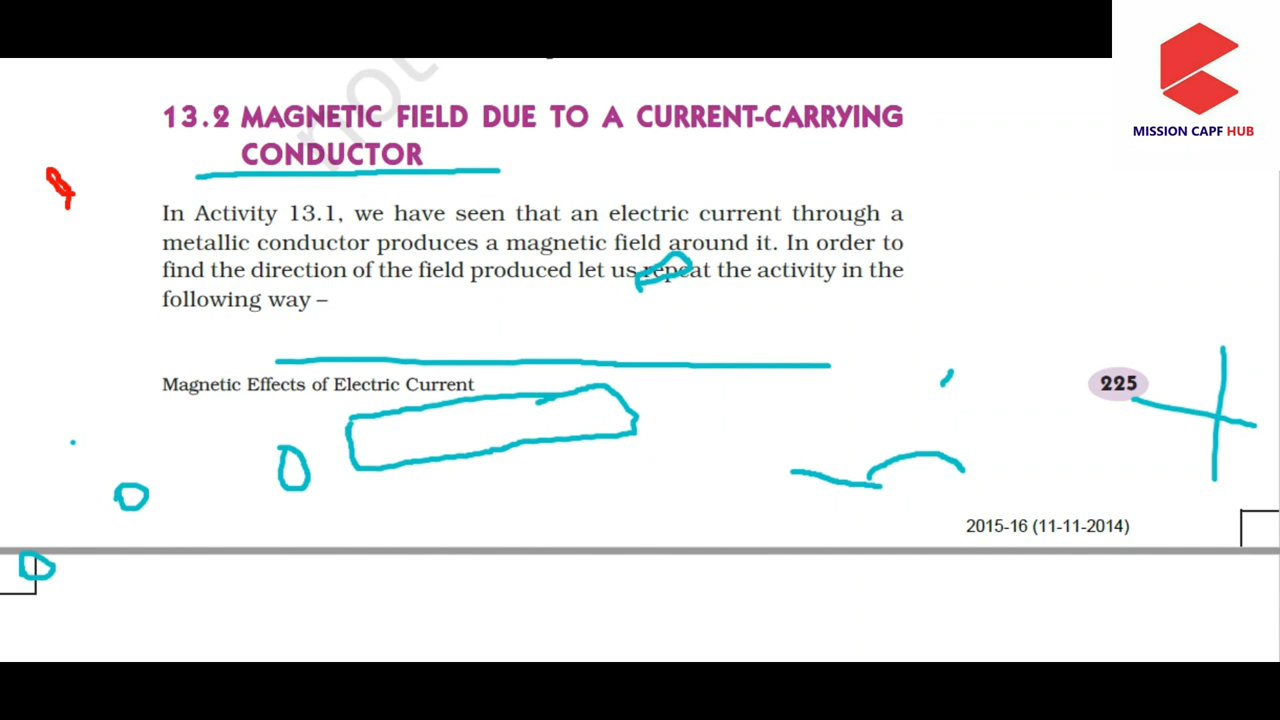 not
13.2 MAGNETIC FIELD DUE TO A CURRENT-CARRYING
CONDUCTOR
MISSION CAPF HUB
In Activity 13.1, we have seen that an electric current through a
metallic conductor produces a magnetic field around it. In order to
find the direction of the field produced let us repeat the activity in the
following way –
Magnetic Effects of Electric Current
225
2015-16 (11-11-2014)